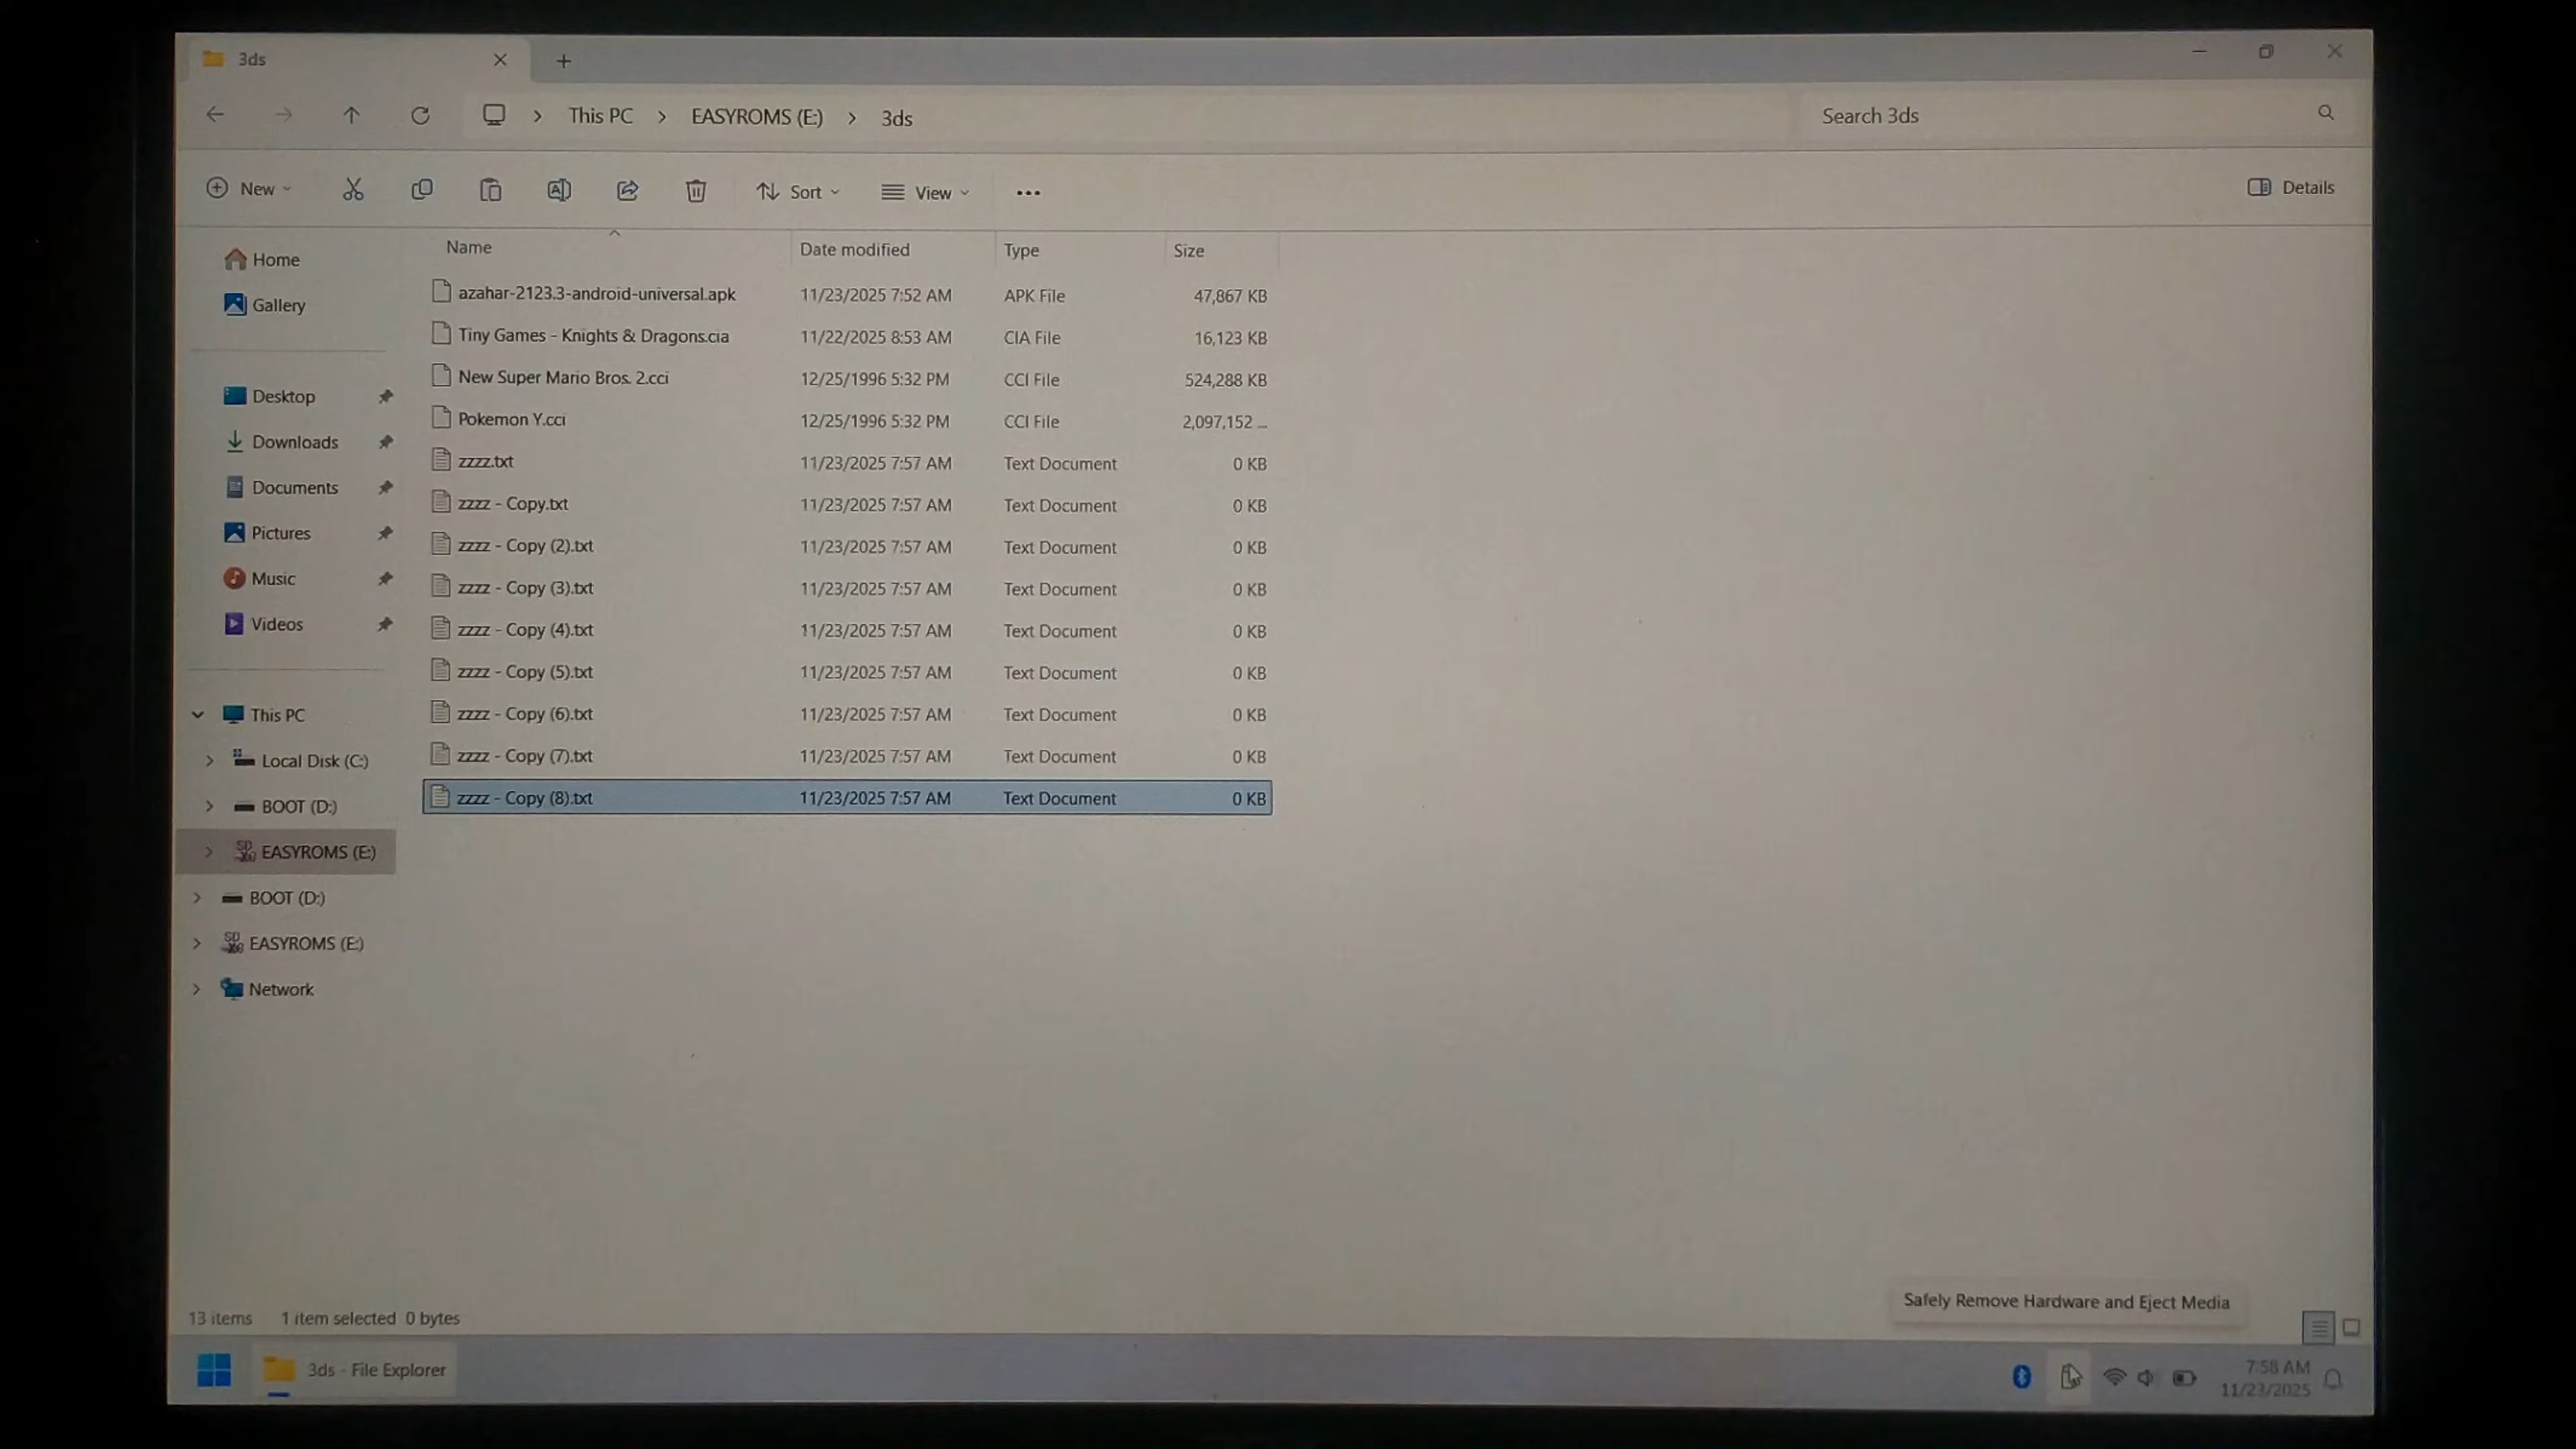 3ds
This PC > EASYROMS (E:) > 3ds
Search 3ds
New
Sort
View
Details
Name Date modified Type Size
azahar-2123.3-android-universal.apk 11/23/2025 7:52 AM APK File 47,867 KB
Tiny Games - Knights & Dragons.cia 11/22/2025 8:53 AM CIA File 16,123 KB
New Super Mario Bros. 2.cci 12/25/1996 5:32 PM CCI File 524,288 KB
Pokemon Y.cci 12/25/1996 5:32 PM CCI File 2,097,152 ...
zzzz.txt 11/23/2025 7:57 AM Text Document 0 KB
zzzz - Copy.txt 11/23/2025 7:57 AM Text Document 0 KB
zzzz - Copy (2).txt 11/23/2025 7:57 AM Text Document 0 KB
zzzz - Copy (3).txt 11/23/2025 7:57 AM Text Document 0 KB
zzzz - Copy (4).txt 11/23/2025 7:57 AM Text Document 0 KB
zzzz - Copy (5).txt 11/23/2025 7:57 AM Text Document 0 KB
zzzz - Copy (6).txt 11/23/2025 7:57 AM Text Document 0 KB
zzzz - Copy (7).txt 11/23/2025 7:57 AM Text Document 0 KB
zzzz - Copy (8).txt 11/23/2025 7:57 AM Text Document 0 KB
Home
Gallery
Desktop
Downloads
Documents
Pictures
Music
Videos
This PC
Local Disk (C:)
BOOT (D:)
EASYROMS (E:)
BOOT (D:)
EASYROMS (E:)
Network
13 items 1 item selected 0 bytes
Safely Remove Hardware and Eject Media
3ds - File Explorer
7:58 AM
11/23/2025